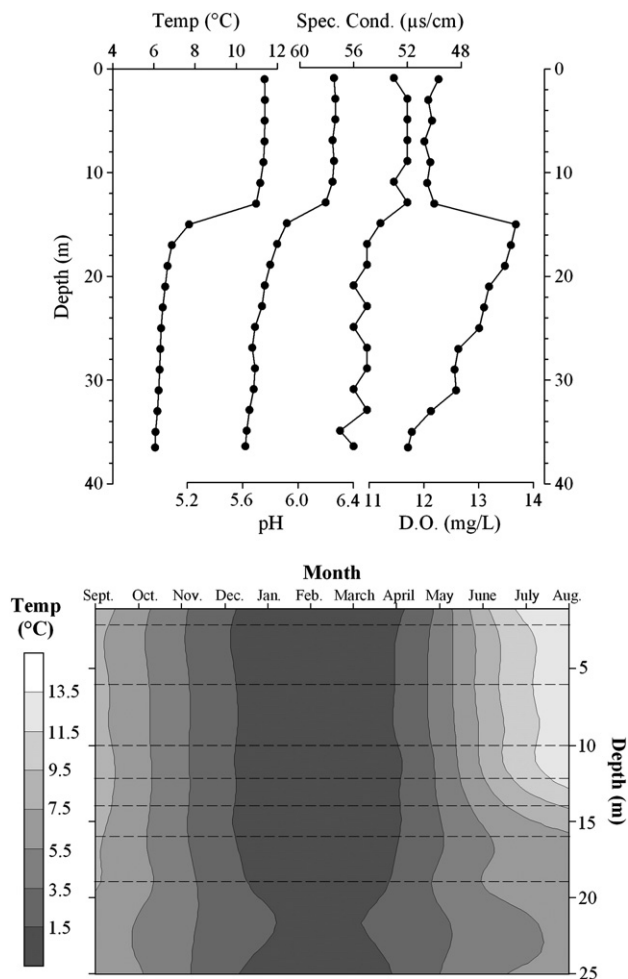 Temp (°C) Spec. Cond. (µs/cm)
60 56 52 48
4 6 8 10 12
0 0
10 10
20 20
30 30
40 40
Depth (m)
5.2 5.6 6.0 6.4 11 12 13 14
pH D.O. (mg/L)
Month
Sept. Oct. Nov. Dec. Jan. Feb. March April May June July Aug.
Temp
(°C)
13.5
11.5
9.5
7.5
5.5
3.5
1.5
5
10
15
20
25
Depth (m)